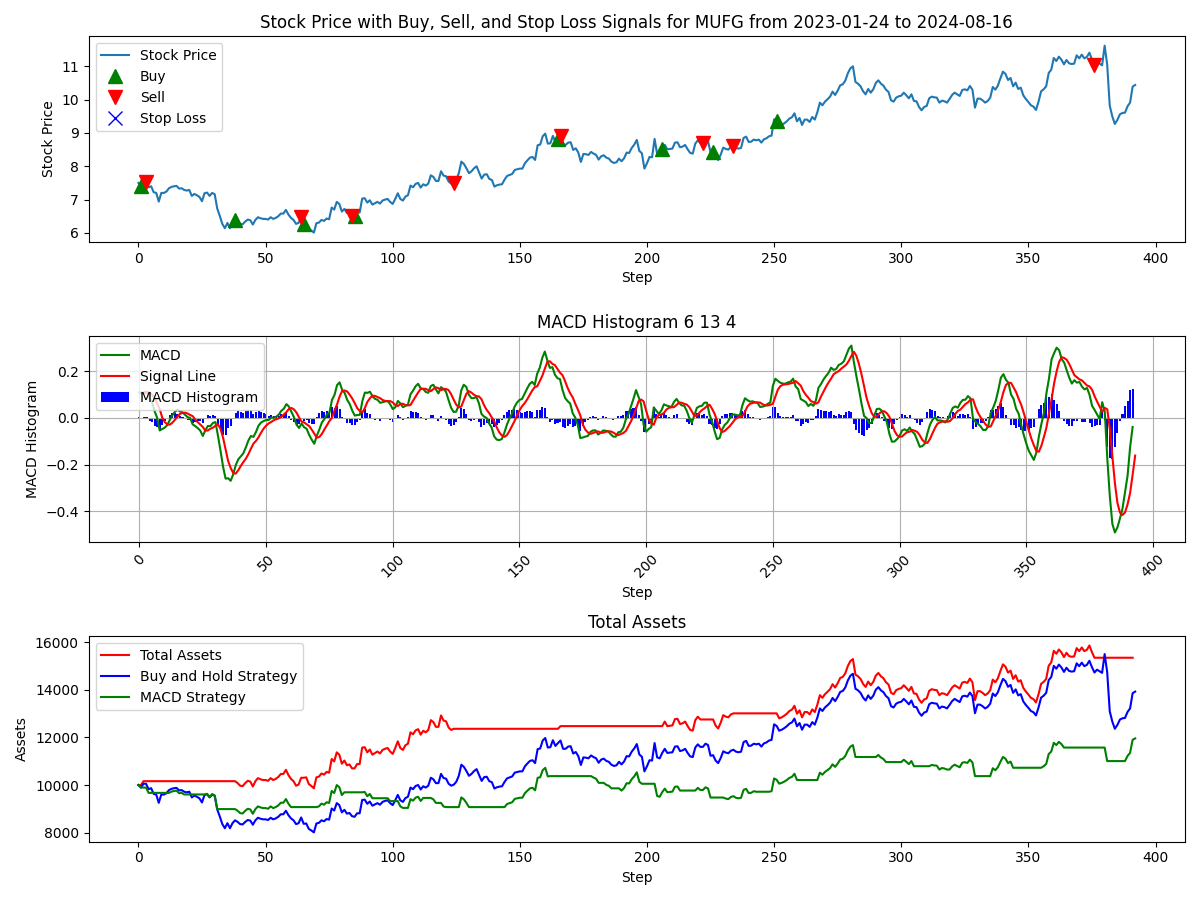 Stock Price with Buy, Sell, and Stop Loss Signals for MUFG from 2023-01-24 to 2024-08-16
Stock Price
Buy
Sell
Stop Loss
Stock Price
11
10
9
8
7
6
0 50 100 150 200 250 300 350 400
Step
MACD Histogram 6 13 4
MACD
Signal Line
MACD Histogram
MACD Histogram
0.2
0.0
−0.2
−0.4
0 50 100 150 200 250 300 350 400
Step
Total Assets
Total Assets
Buy and Hold Strategy
MACD Strategy
Assets
16000
14000
12000
10000
8000
0 50 100 150 200 250 300 350 400
Step